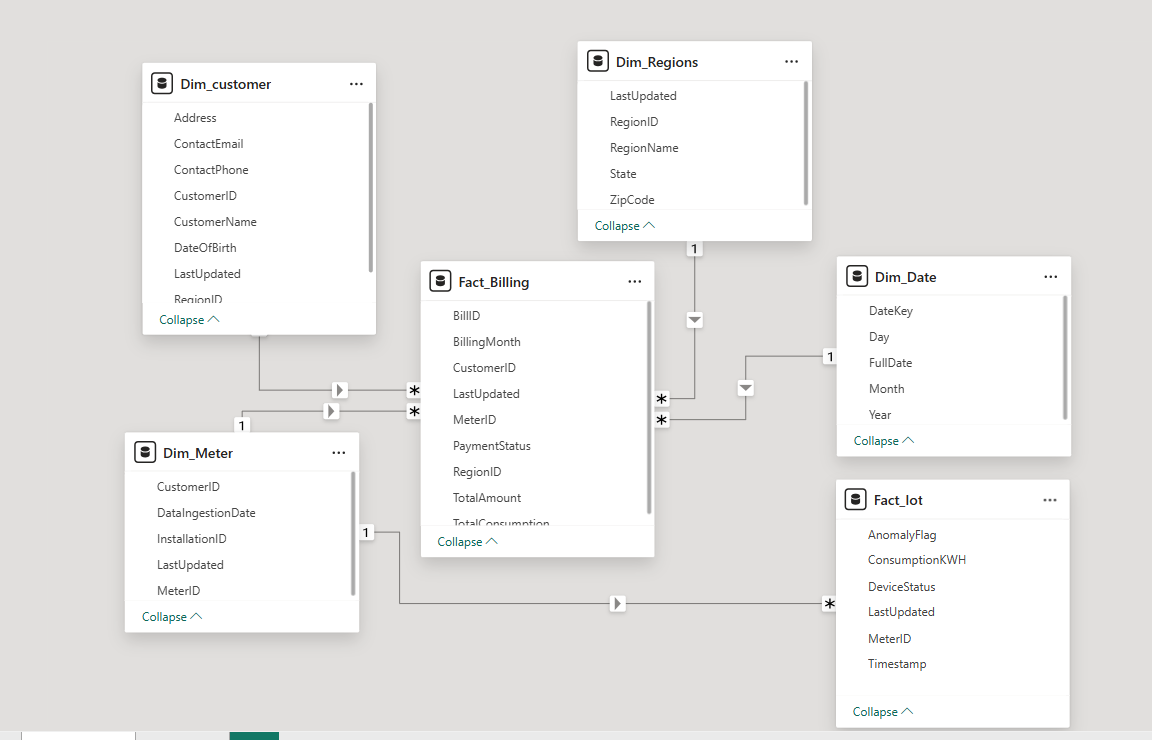 Dim_customer
Address
ContactEmail
ContactPhone
CustomerID
CustomerName
DateOfBirth
LastUpdated
RegionID
Collapse
Dim_Regions
LastUpdated
RegionID
RegionName
State
ZipCode
Collapse
1
Fact_Billing
BillID
BillingMonth
CustomerID
LastUpdated
MeterID
PaymentStatus
RegionID
TotalAmount
TotalConsumption
Collapse
*
*
*
*
Dim_Date
DateKey
Day
FullDate
Month
Year
Collapse
1
1
Dim_Meter
CustomerID
DataIngestionDate
InstallationID
LastUpdated
MeterID
Collapse
1
Fact_Iot
AnomalyFlag
ConsumptionKWH
DeviceStatus
LastUpdated
MeterID
Timestamp
Collapse
*